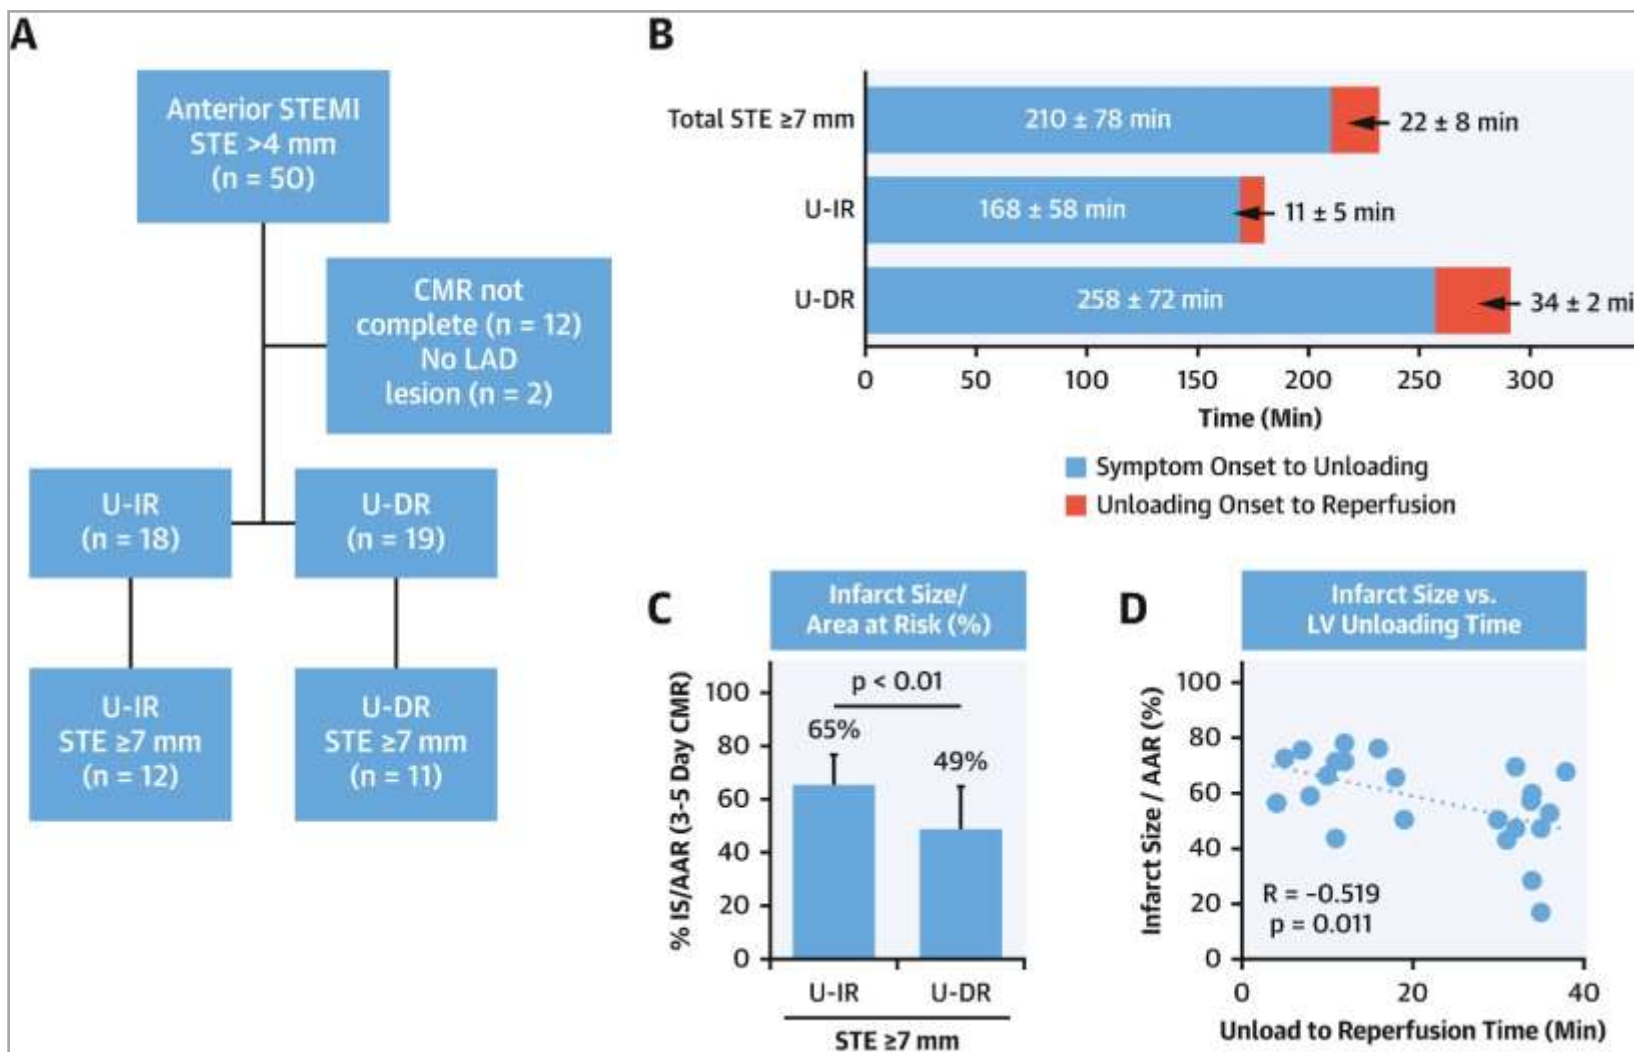 A
Anterior STEMI
STE >4 mm
(n = 50)
CMR not
complete (n = 12)
No LAD
lesion (n = 2)
U-IR
(n = 18)
U-DR
(n = 19)
U-IR
STE ≥7 mm
(n = 12)
U-DR
STE ≥7 mm
(n = 11)
B
Total STE ≥7 mm
210 ± 78 min
22 ± 8 min
U-IR
168 ± 58 min
11 ± 5 min
U-DR
258 ± 72 min
34 ± 2 mi
0 50 100 150 200 250 300
Time (Min)
Symptom Onset to Unloading
Unloading Onset to Reperfusion
C
Infarct Size/
Area at Risk (%)
% IS/AAR (3-5 Day CMR)
100
80
60
40
20
0
p < 0.01
65%
49%
U-IR U-DR
STE ≥7 mm
D
Infarct Size vs.
LV Unloading Time
Infarct Size / AAR (%)
100
80
60
40
20
0
R = −0.519
p = 0.011
0 20 40
Unload to Reperfusion Time (Min)